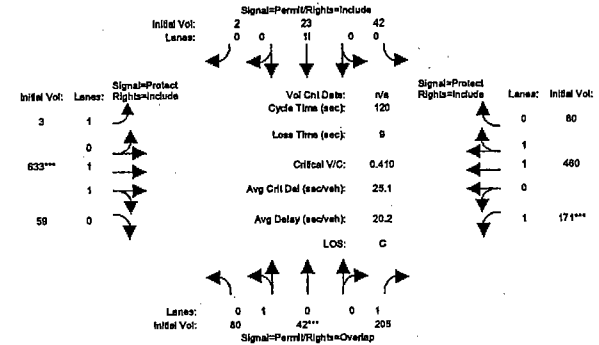 Signal=Permit/Rights=Include
Initial Vol: 2 23 42
Lanes: 0 0 1! 0 0
Signal=Protect
Initial Vol: Lanes: Rights=Include
Vol Cnt Date: n/a
Signal=Protect
Rights=Include Lanes: Initial Vol:
Cycle Time (sec): 120
3 1
0 60
Loss Time (sec): 9
0
1
633*** 1
Critical V/C: 0.410
1 480
1
Avg Crit Del (sec/veh): 25.1
0
59 0
Avg Delay (sec/veh): 20.2
1 171***
LOS: C
Lanes: 0 1 0 0 1
Initial Vol: 80 42*** 205
Signal=Permit/Rights=Overlap